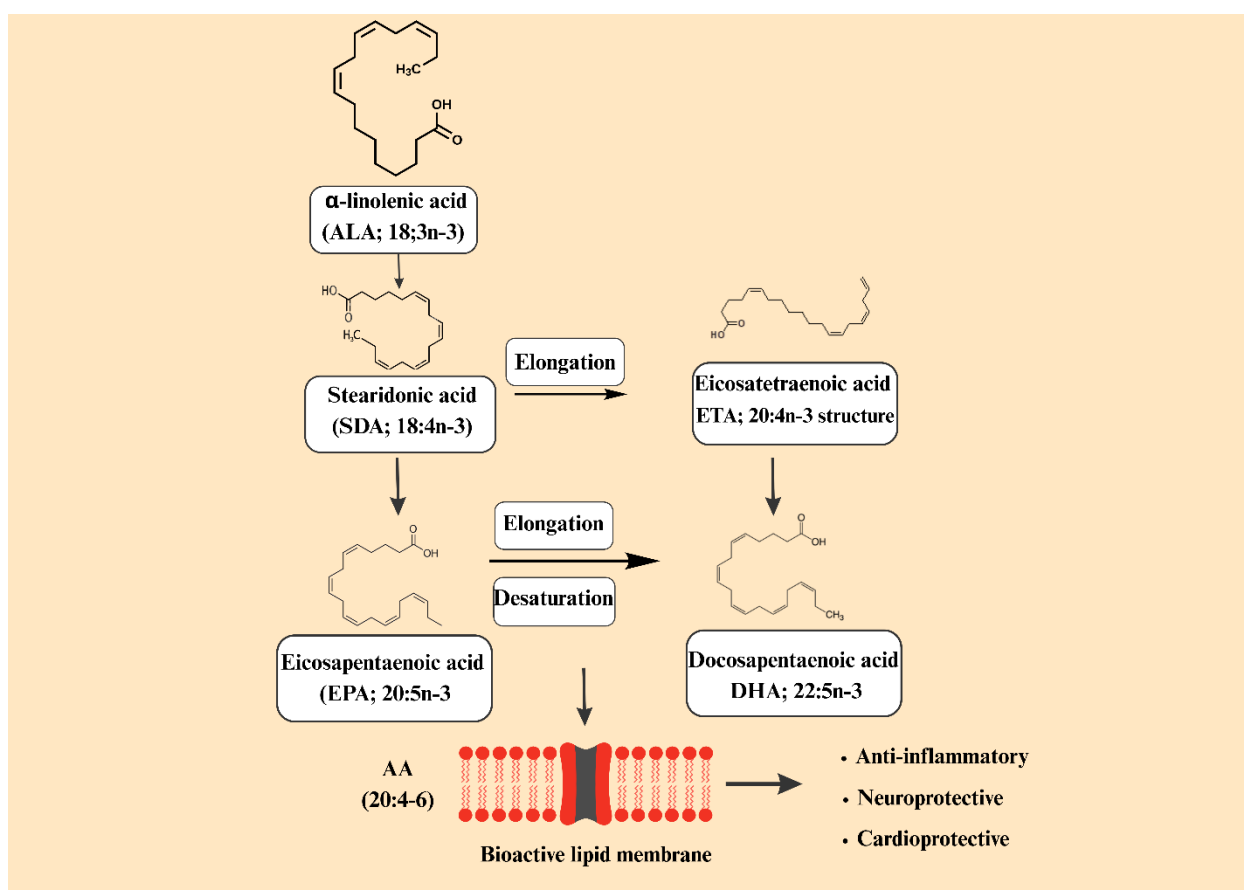 H₃C
OH
O
α-linolenic acid
(ALA; 18;3n-3)
HO
O
H₃C
Stearidonic acid
(SDA; 18:4n-3)
Elongation
HO
O
Eicosatetraenoic acid
ETA; 20:4n-3 structure
O
OH
Eicosapentaenoic acid
(EPA; 20:5n-3
Elongation
Desaturation
O
OH
CH₃
Docosapentaenoic acid
DHA; 22:5n-3
AA
(20:4-6)
Bioactive lipid membrane
• Anti-inflammatory
• Neuroprotective
• Cardioprotective